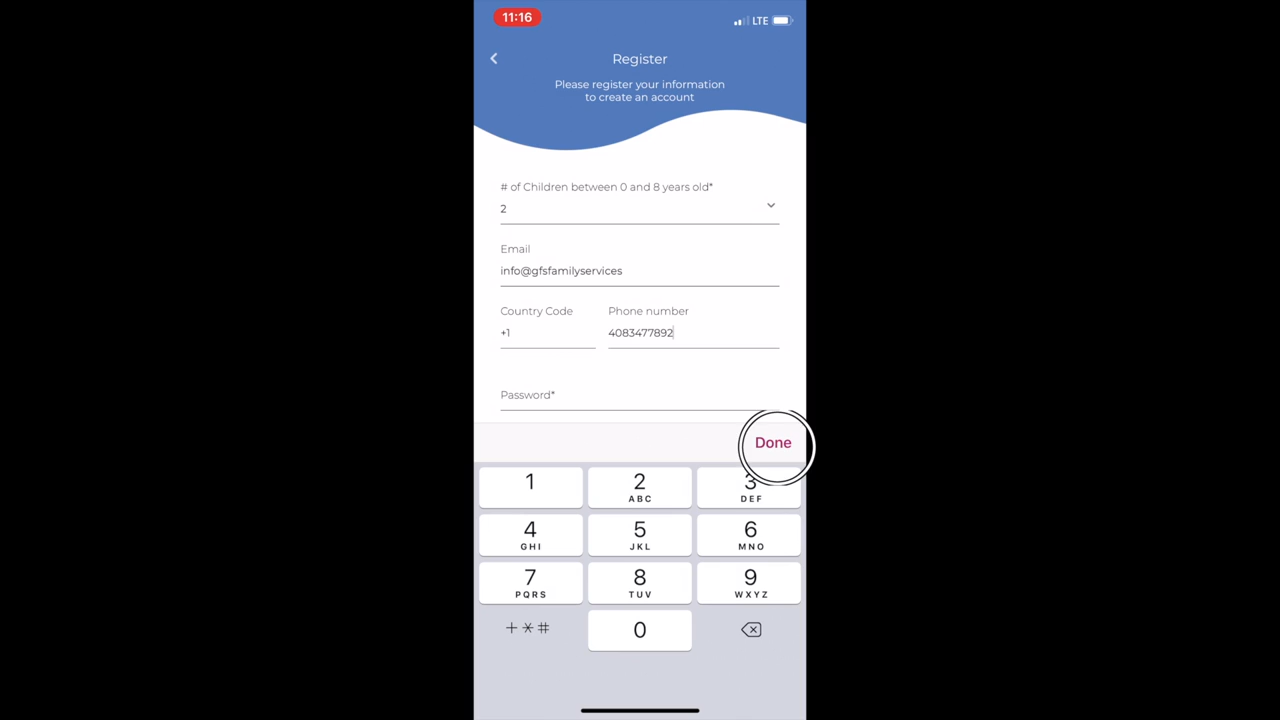 11:16
LTE
Register
Please register your information
to create an account
# of Children between 0 and 8 years old*
2
Email
info@gfsfamilyservices
Country Code Phone number
+1 4083477892
Password*
Done
1 2 3
ABC DEF
4 5 6
GHI JKL MNO
7 8 9
PQRS TUV WXYZ
+*# 0